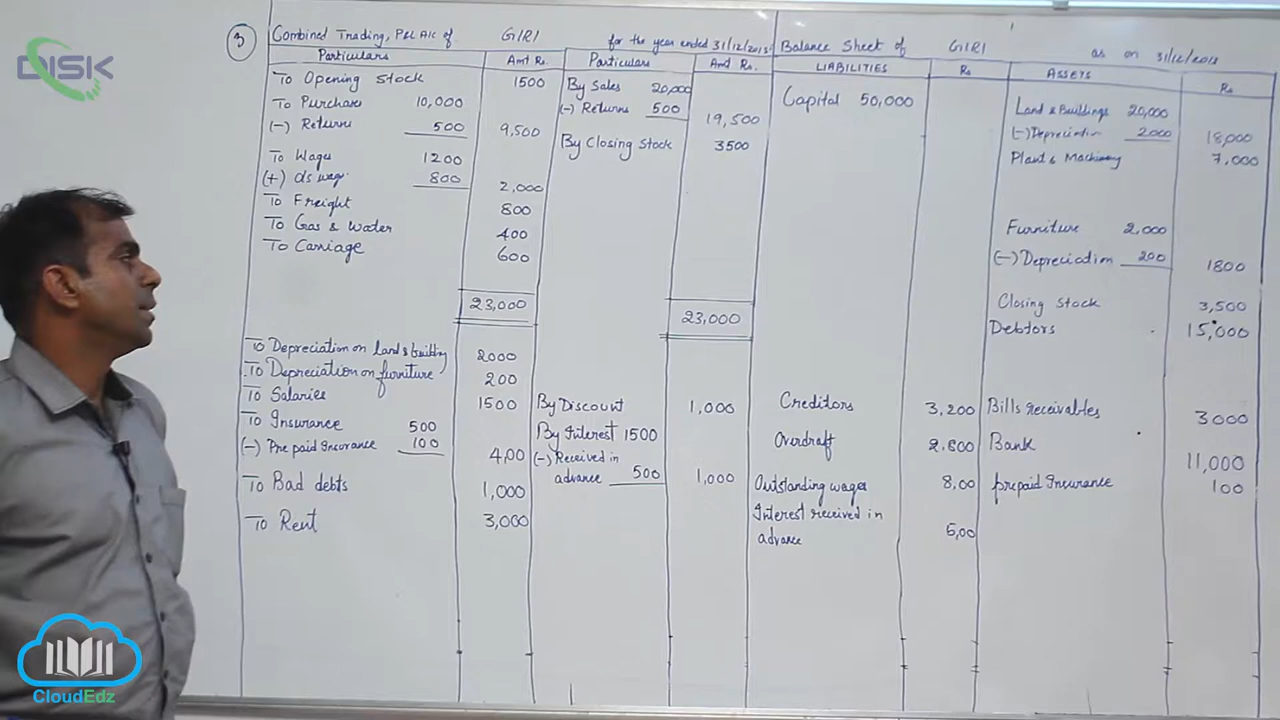 DISK
3
Combined Trading, P&L A/c of GIRI for the year ended 31/12/2013
Particulars Amt Rs. Particulars Amt Rs.
To Opening Stock 1500 By Sales 20,000
To Purchase 10,000 (-) Returns 500 19,500
(-) Returns 500 9,500 By Closing Stock 3500
To Wages 1200
(+) o/s wag. 800 2,000
To Freight 800
To Gas & Water 400
To Carriage 600
23,000 23,000
To Depreciation on land & building 2000
To Depreciation on furniture 200
To Salaries 1500 By Discount 1,000
To Insurance 500 By Interest 1500
(-) Prepaid Insurance 100 400 (-) Received in
advance 500 1,000
To Bad debts 1,000
To Rent 3,000
Balance Sheet of GIRI as on 31/12/2013
LIABILITIES Rs ASSETS Rs
Capital 50,000 Land & Buildings 20,000
(-) Depreciation 2000 18,000
Plant & Machinery 7,000
Furniture 2,000
(-) Depreciation 200 1800
Closing Stock 3,500
Debtors 15,000
Creditors 3,200 Bills receivables 3000
Overdraft 2,800 Bank 11,000
Outstanding wages 8,00 prepaid Insurance 100
Interest received in
advance 5,00
CloudEdz